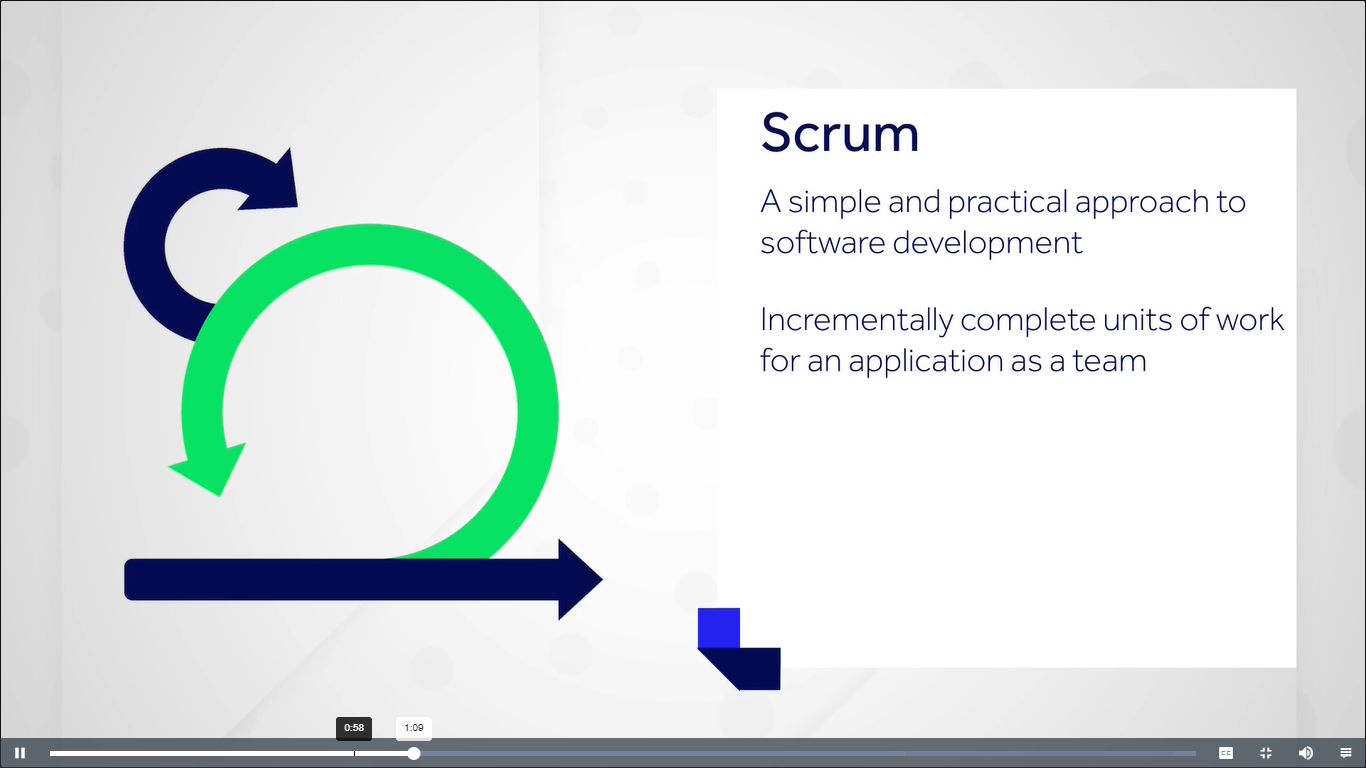 Scrum
A simple and practical approach to
software development
Incrementally complete units of work
for an application as a team
0:58
1:09
CC